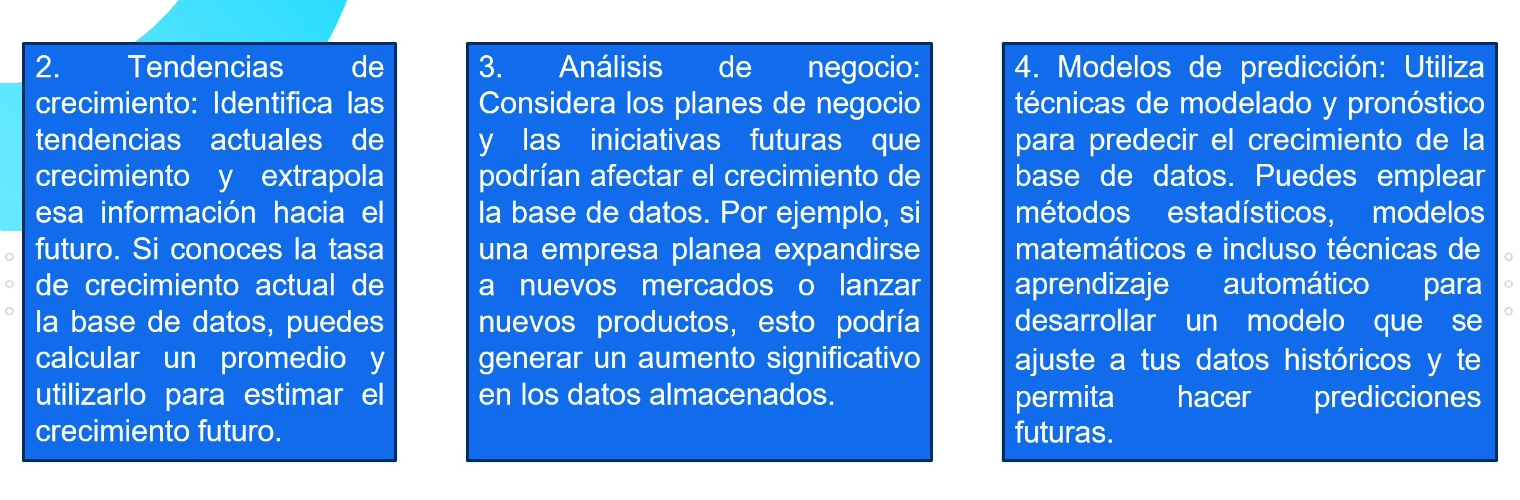 2. Tendencias de
crecimiento: Identifica las
tendencias actuales de
crecimiento y extrapola
esa información hacia el
futuro. Si conoces la tasa
de crecimiento actual de
la base de datos, puedes
calcular un promedio y
utilizarlo para estimar el
crecimiento futuro.
3. Análisis de negocio:
Considera los planes de negocio
y las iniciativas futuras que
podrían afectar el crecimiento de
la base de datos. Por ejemplo, si
una empresa planea expandirse
a nuevos mercados o lanzar
nuevos productos, esto podría
generar un aumento significativo
en los datos almacenados.
4. Modelos de predicción: Utiliza
técnicas de modelado y pronóstico
para predecir el crecimiento de la
base de datos. Puedes emplear
métodos estadísticos, modelos
matemáticos e incluso técnicas de
aprendizaje automático para
desarrollar un modelo que se
ajuste a tus datos históricos y te
permita hacer predicciones
futuras.